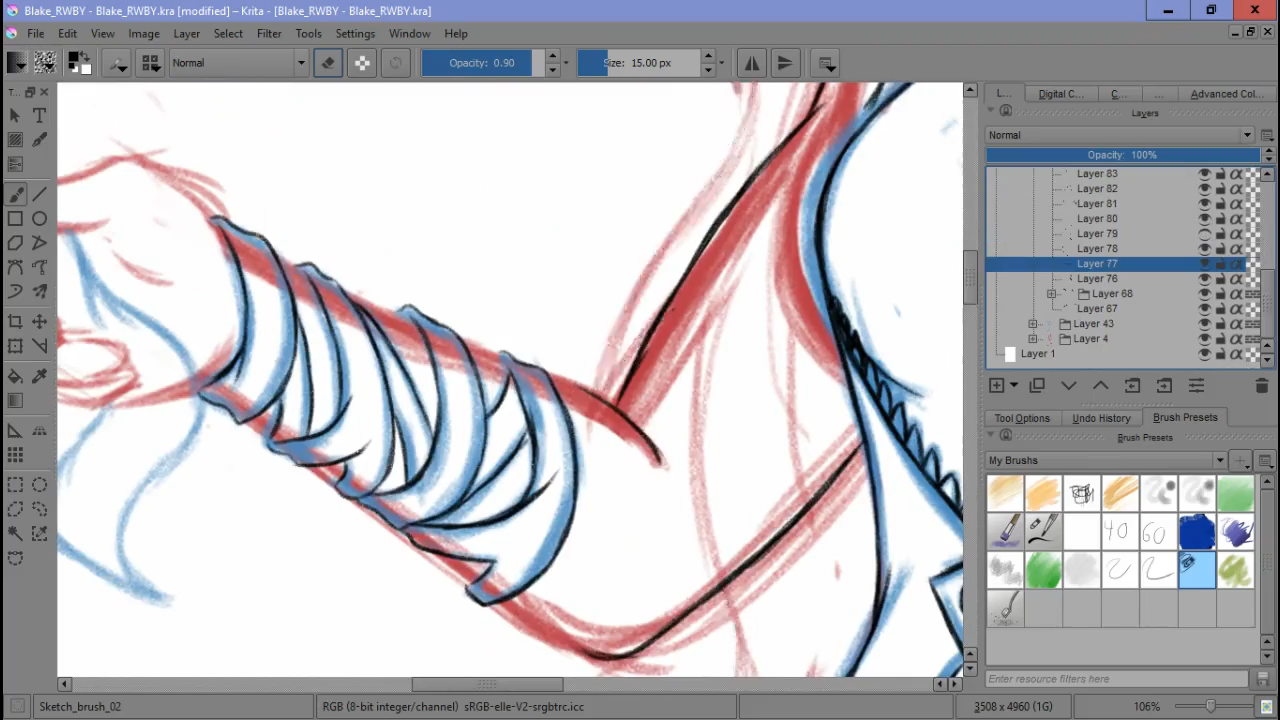 Blake_RWBY - Blake_RWBY.kra [modified] – Krita - [Blake_RWBY - Blake_RWBY.kra]
File Edit View Image Layer Select Filter Tools Settings Window Help
Normal Opacity: 0.90 Size: 15.00 px
T... L... Digital C... C... ... Advanced Col...
Layers
Normal
Opacity: 100%
Layer 83
Layer 82
Layer 81
Layer 80
Layer 79
Layer 78
Layer 77
Layer 76
Layer 68
Layer 67
Layer 43
Layer 4
Layer 1
Tool Options Undo History Brush Presets
Brush Presets
My Brushes
40 60
Enter resource filters here
Sketch_brush_02 RGB (8-bit integer/channel) sRGB-elle-V2-srgbtrc.icc 3508 x 4960 (1G) 106%